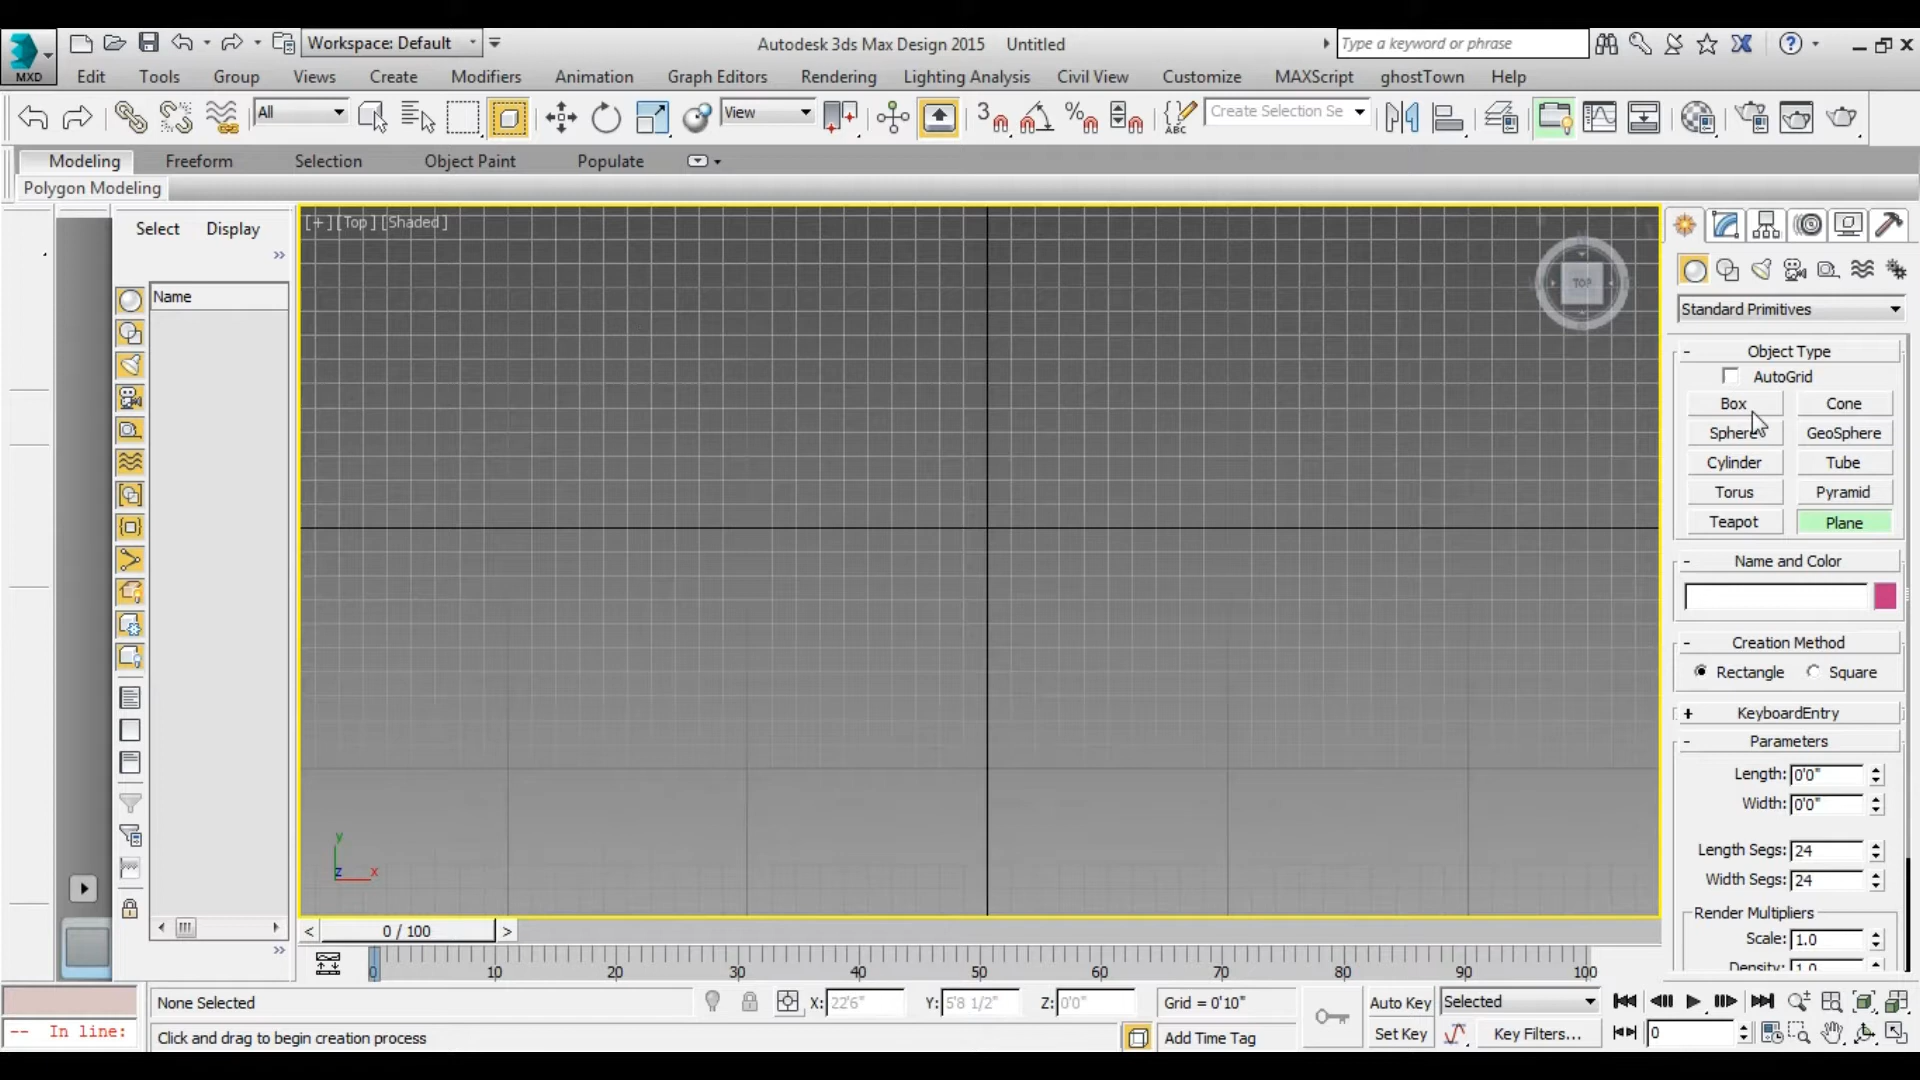 Workspace: Default
Autodesk 3ds Max Design 2015 Untitled
Type a keyword or phrase
MXD
Edit Tools Group Views Create Modifiers Animation Graph Editors Rendering Lighting Analysis Civil View Customize MAXScript ghostTown Help
All View 3 % ABC Create Selection Se
Modeling Freeform Selection Object Paint Populate
Polygon Modeling
Select Display
Name
[+] [Top] [Shaded]
TOP
Standard Primitives
- Object Type
AutoGrid
Box Cone
Sphere GeoSphere
Cylinder Tube
Torus Pyramid
Teapot Plane
- Name and Color
- Creation Method
Rectangle Square
+ KeyboardEntry
- Parameters
Length: 0'0"
Width: 0'0"
Length Segs: 24
Width Segs: 24
Render Multipliers
Scale: 1.0
Density: 1.0
y
z x
< 0 / 100 >
0 10 20 30 40 50 60 70 80 90 100
None Selected X: 22'6" Y: 5'8 1/2" Z: 0'0" Grid = 0'10" Auto Key Selected
-- In line: Click and drag to begin creation process Add Time Tag Set Key Key Filters... 0